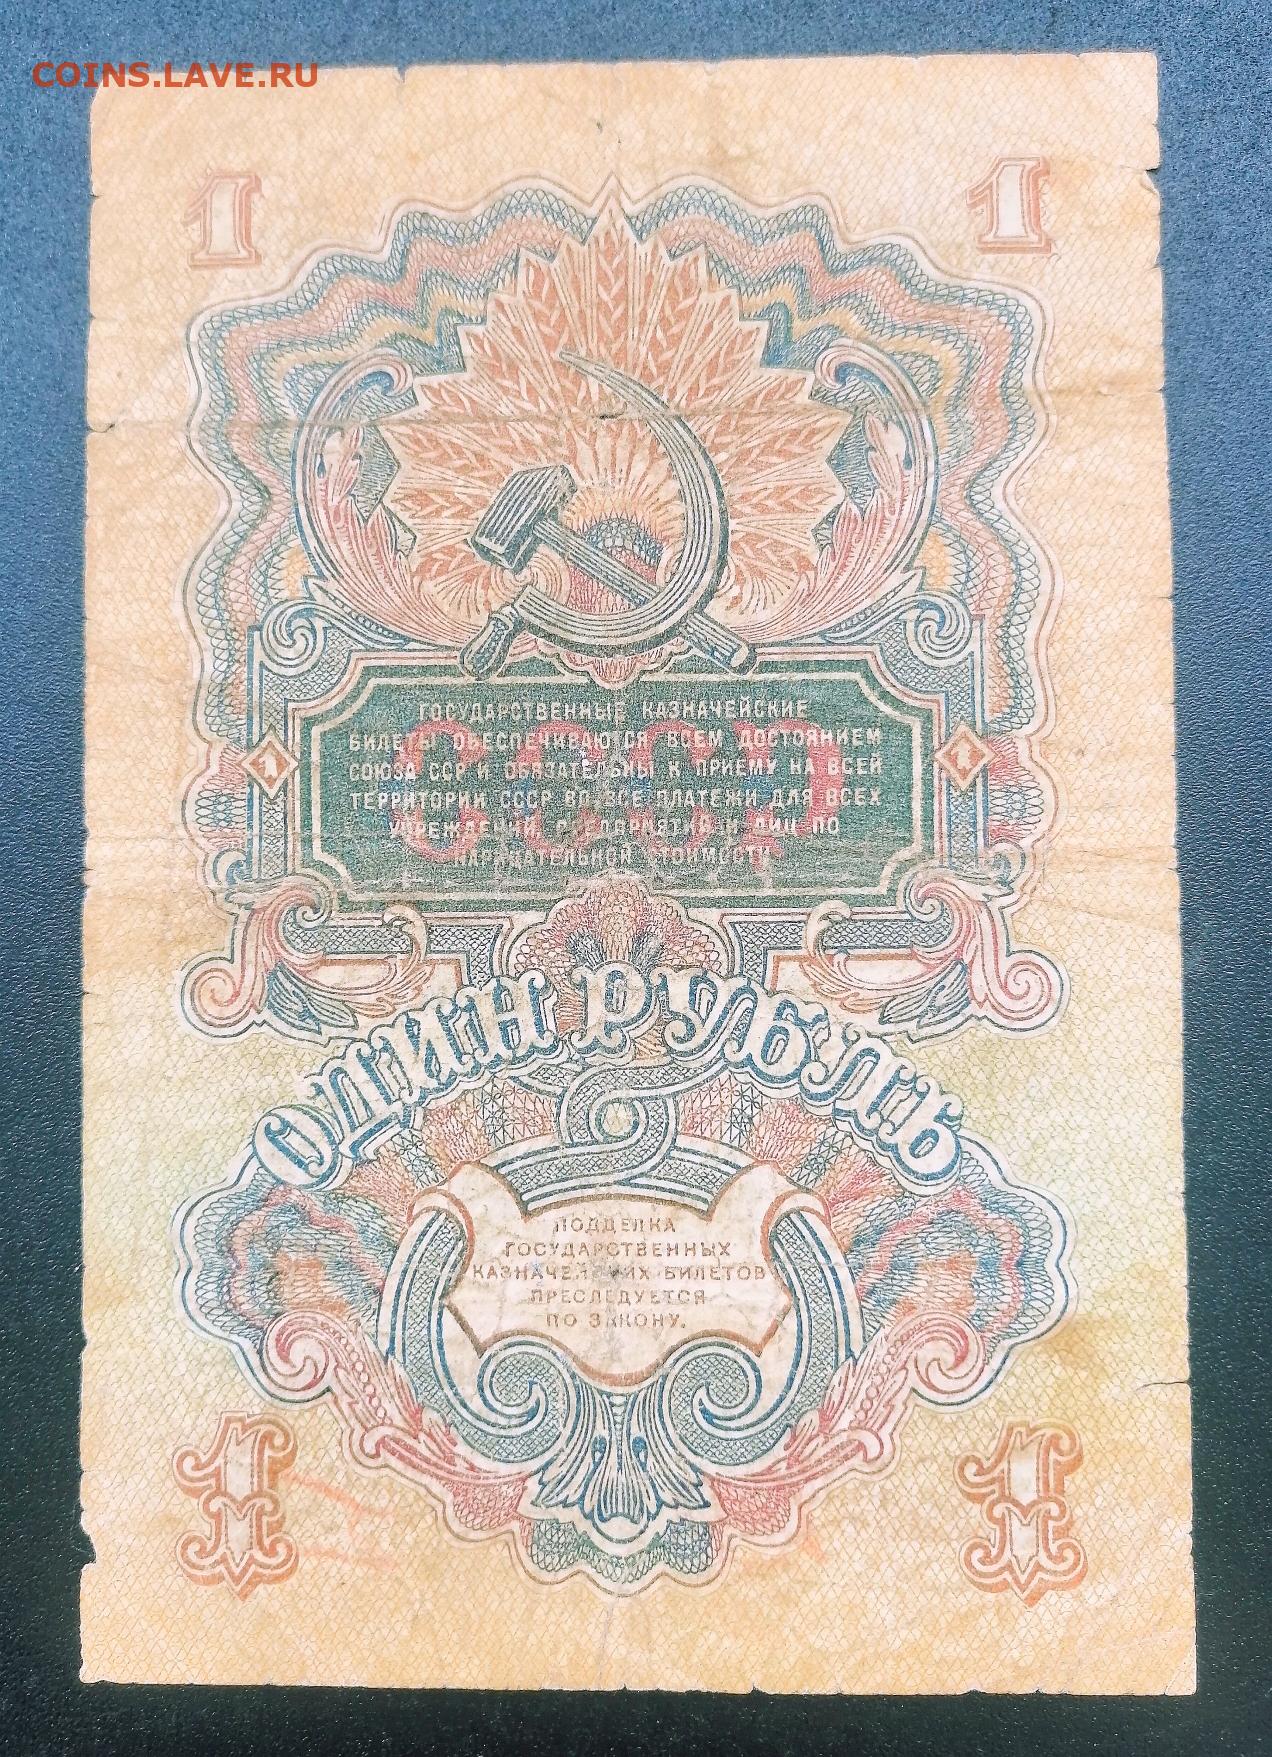 COINS.LAVE.RU
1 1
ГОСУДАРСТВЕННЫЕ КАЗНАЧЕЙСКИЕ
БИЛЕТЫ ОБЕСПЕЧИВАЮТСЯ ВСЕМ ДОСТОЯНИЕМ
СОЮЗА ССР И ОБЯЗАТЕЛЬНЫ К ПРИЕМУ НА ВСЕЙ
ТЕРРИТОРИИ СССР ВО ВСЕ ПЛАТЕЖИ ДЛЯ ВСЕХ
УЧРЕЖДЕНИЙ, ПРЕДПРИЯТИЙ И ЛИЦ ПО
НАРИЦАТЕЛЬНОЙ СТОИМОСТИ
СССР
1 1
ОДИН РУБЛЬ
ПОДДЕЛКА
ГОСУДАРСТВЕННЫХ
КАЗНАЧЕЙСКИХ БИЛЕТОВ
ПРЕСЛЕДУЕТСЯ
ПО ЗАКОНУ.
1 1